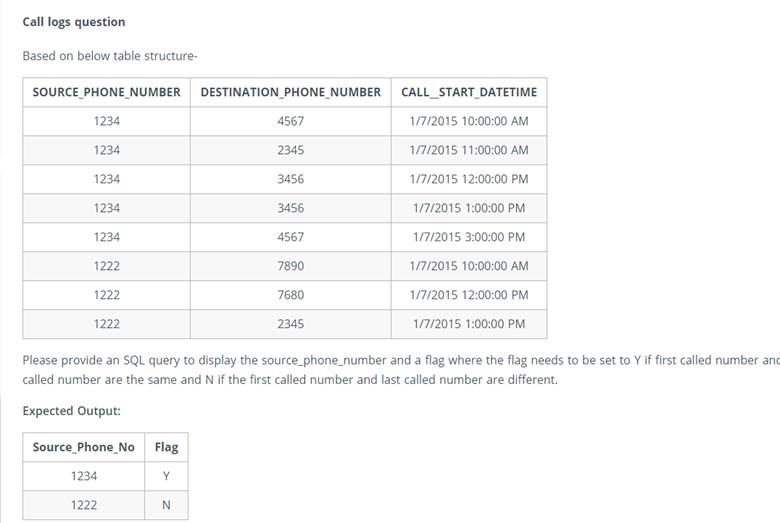 Call logs question
Based on below table structure-
SOURCE_PHONE_NUMBER DESTINATION_PHONE_NUMBER CALL__START_DATETIME
1234 4567 1/7/2015 10:00:00 AM
1234 2345 1/7/2015 11:00:00 AM
1234 3456 1/7/2015 12:00:00 PM
1234 3456 1/7/2015 1:00:00 PM
1234 4567 1/7/2015 3:00:00 PM
1222 7890 1/7/2015 10:00:00 AM
1222 7680 1/7/2015 12:00:00 PM
1222 2345 1/7/2015 1:00:00 PM
Please provide an SQL query to display the source_phone_number and a flag where the flag needs to be set to Y if first called number and
called number are the same and N if the first called number and last called number are different.
Expected Output:
Source_Phone_No Flag
1234 Y
1222 N